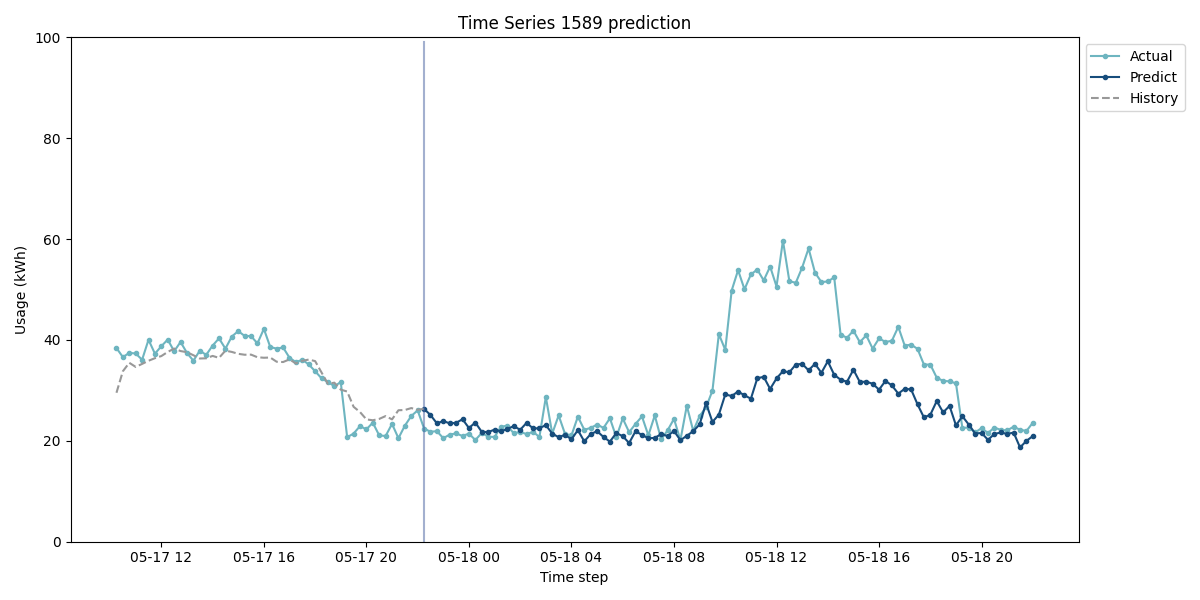 Time Series 1589 prediction
100
80
60
40
20
0
Usage (kWh)
05-17 12
05-17 16
05-17 20
05-18 00
05-18 04
05-18 08
05-18 12
05-18 16
05-18 20
Time step
Actual
Predict
History